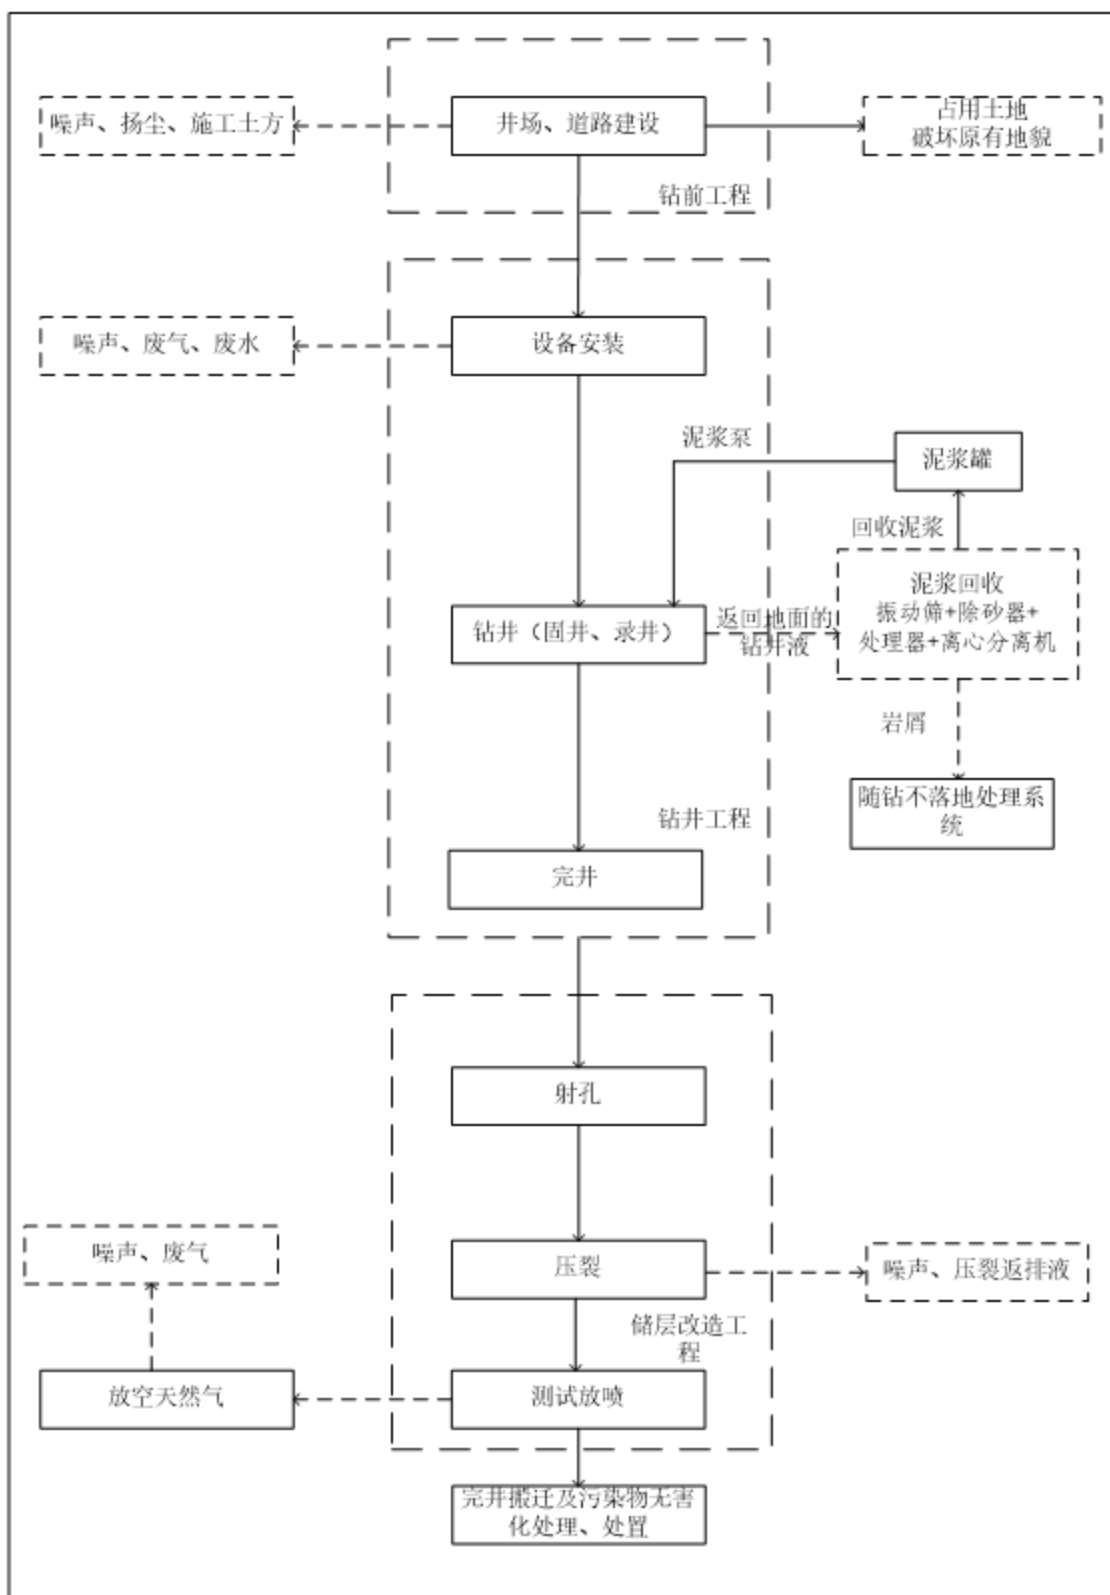 噪声、扬尘、施工土方
井场、道路建设
占用土地
破坏原有地貌
钻前工程
噪声、废气、废水
设备安装
泥浆泵
泥浆罐
回收泥浆
泥浆回收
振动筛+除砂器+
处理器+离心分离机
钻井（固井、录井）
返回地面的
钻井液
岩屑
随钻不落地处理系
统
钻井工程
完井
射孔
噪声、废气
压裂
噪声、压裂返排液
储层改造工
程
放空天然气
测试放喷
完井搬迁及污染物无害
化处理、处置